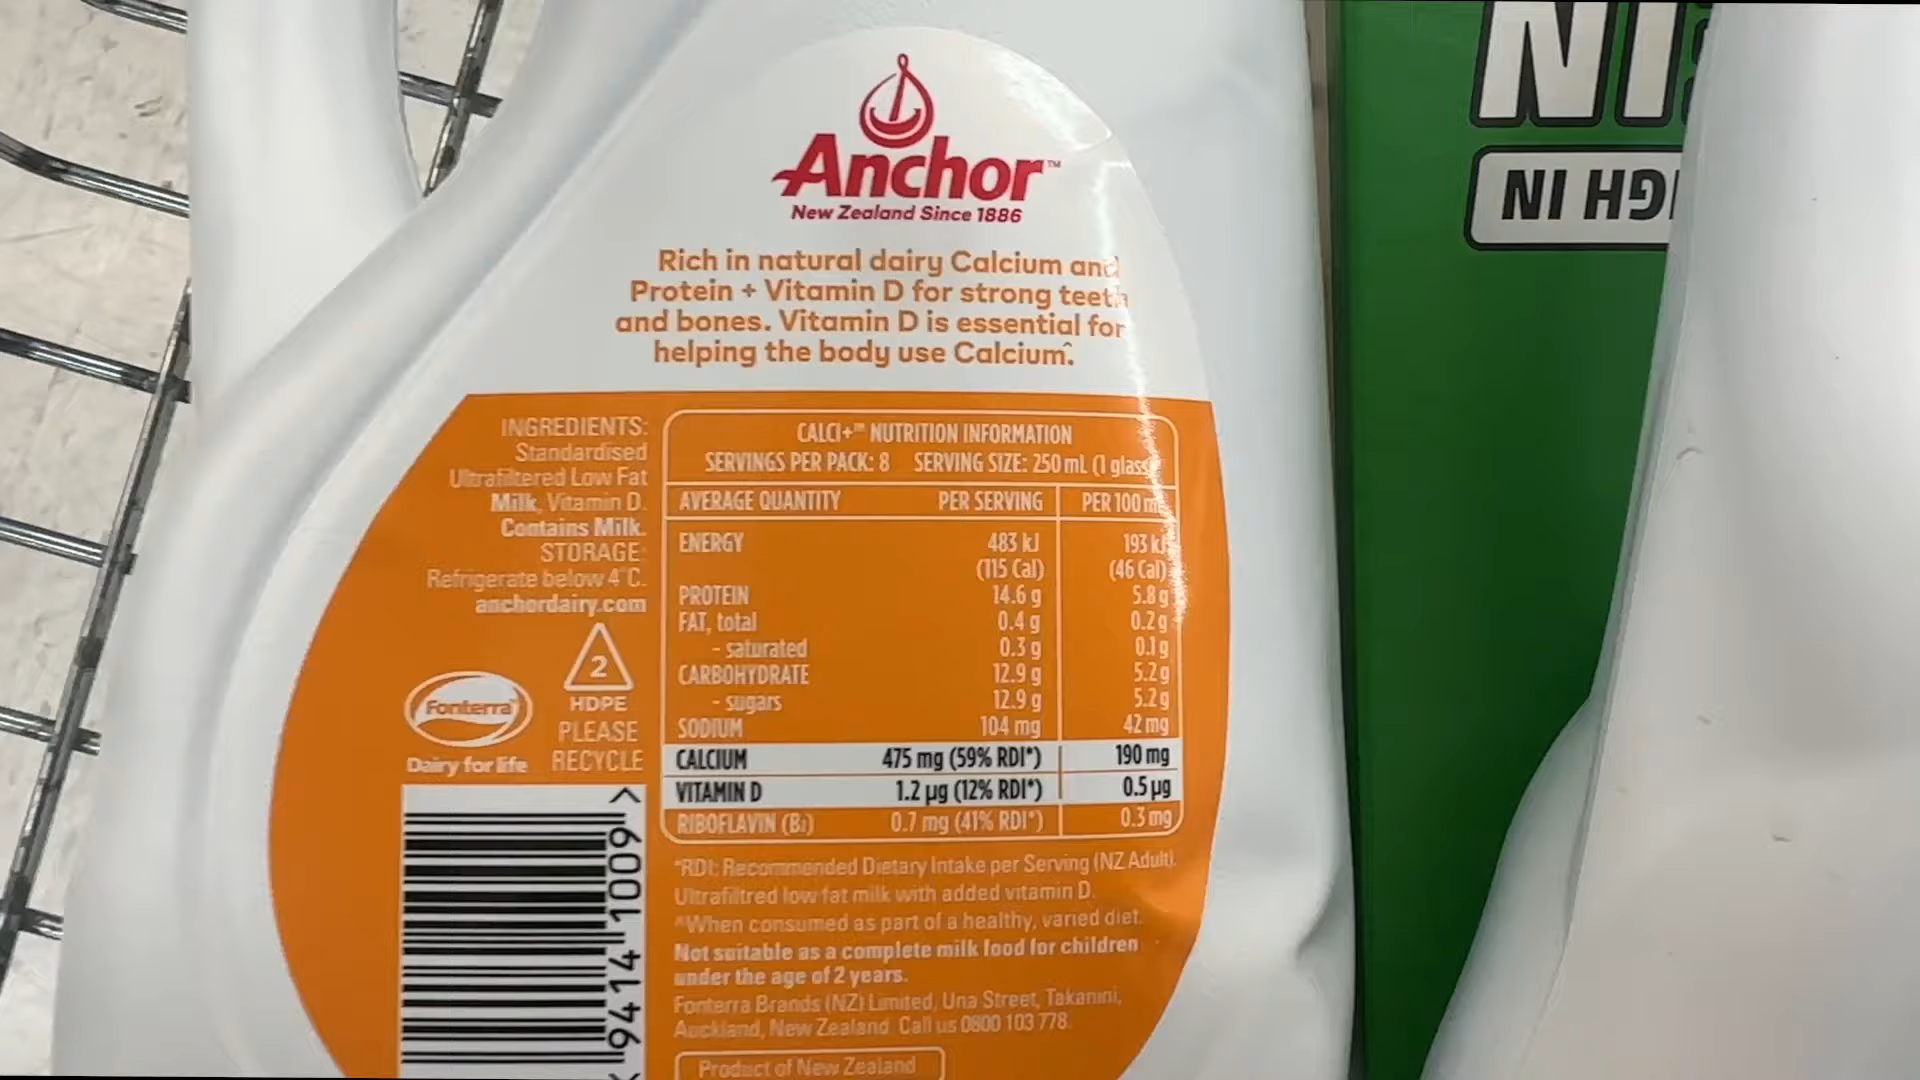 Anchor™
New Zealand Since 1886
Rich in natural dairy Calcium and
Protein + Vitamin D for strong teeth
and bones. Vitamin D is essential for
helping the body use Calcium^.
INGREDIENTS:
Standardised
Ultrafiltered Low Fat
Milk, Vitamin D.
Contains Milk.
STORAGE:
Refrigerate below 4°C.
anchordairy.com
2
HDPE
PLEASE
RECYCLE
Fonterra
Dairy for life
9414 1009
CALCI+™ NUTRITION INFORMATION
SERVINGS PER PACK: 8 SERVING SIZE: 250 mL (1 glass
AVERAGE QUANTITY PER SERVING PER 100 m
ENERGY 483 kJ 193 kJ
(115 Cal) (46 Cal)
PROTEIN 14.6 g 5.8 g
FAT, total 0.4 g 0.2 g
- saturated 0.3 g 0.1 g
CARBOHYDRATE 12.9 g 5.2 g
- sugars 12.9 g 5.2 g
SODIUM 104 mg 42 mg
CALCIUM 475 mg (59% RDI*) 190 mg
VITAMIN D 1.2 µg (12% RDI*) 0.5 µg
RIBOFLAVIN (B₂) 0.7 mg (41% RDI*) 0.3 mg
*RDI: Recommended Dietary Intake per Serving (NZ Adult).
Ultrafiltred low fat milk with added vitamin D.
^When consumed as part of a healthy, varied diet.
Not suitable as a complete milk food for children
under the age of 2 years.
Fonterra Brands (NZ) Limited, Una Street, Takanini,
Auckland, New Zealand Call us 0800 103 778.
Product of New Zealand
GH IN